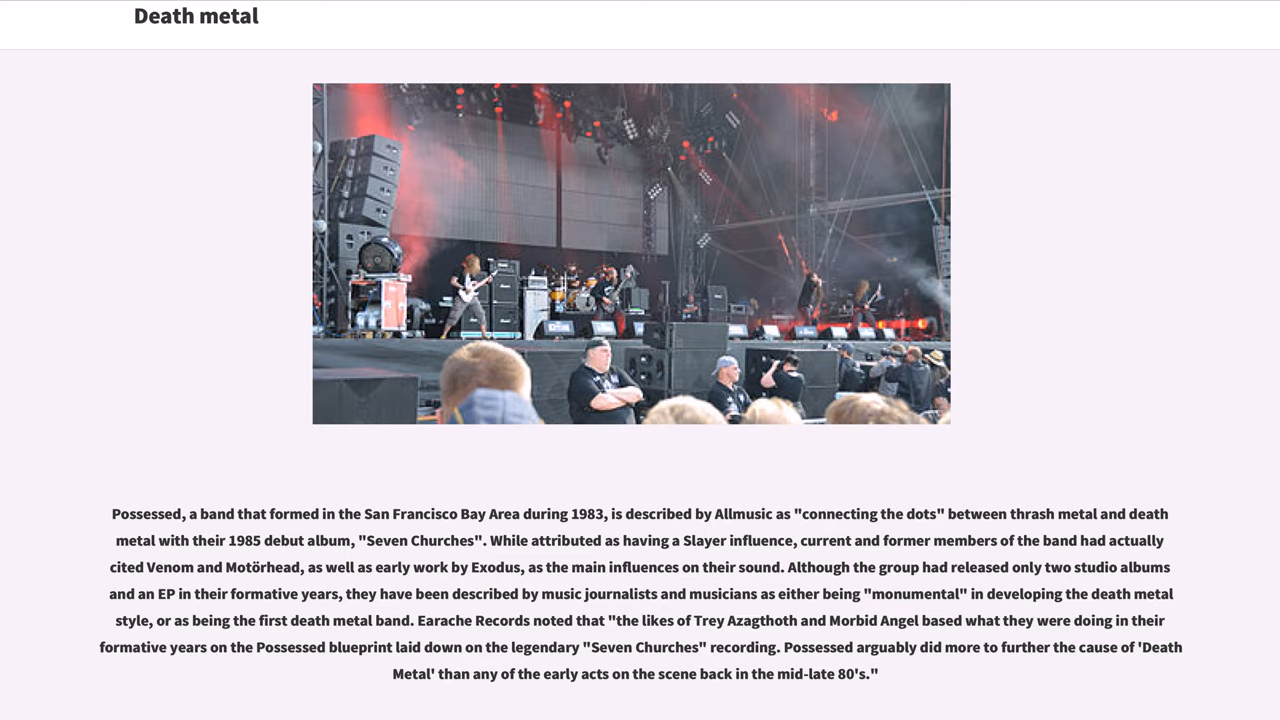 Death metal
Possessed, a band that formed in the San Francisco Bay Area during 1983, is described by Allmusic as "connecting the dots" between thrash metal and death
metal with their 1985 debut album, "Seven Churches". While attributed as having a Slayer influence, current and former members of the band had actually
cited Venom and Motörhead, as well as early work by Exodus, as the main influences on their sound. Although the group had released only two studio albums
and an EP in their formative years, they have been described by music journalists and musicians as either being "monumental" in developing the death metal
style, or as being the first death metal band. Earache Records noted that "the likes of Trey Azagthoth and Morbid Angel based what they were doing in their
formative years on the Possessed blueprint laid down on the legendary "Seven Churches" recording. Possessed arguably did more to further the cause of 'Death
Metal' than any of the early acts on the scene back in the mid-late 80's."